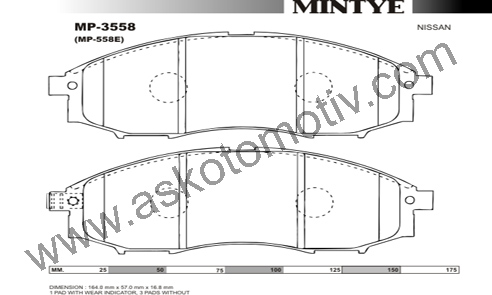 MINTYE
MP-3558
(MP-558E)
NISSAN
www.askotomotiv.com
MM. 25 50 75 100 125 150 175
DIMENSION : 164.0 mm x 57.0 mm x 16.8 mm
1 PAD WITH WEAR INDICATOR, 3 PADS WITHOUT